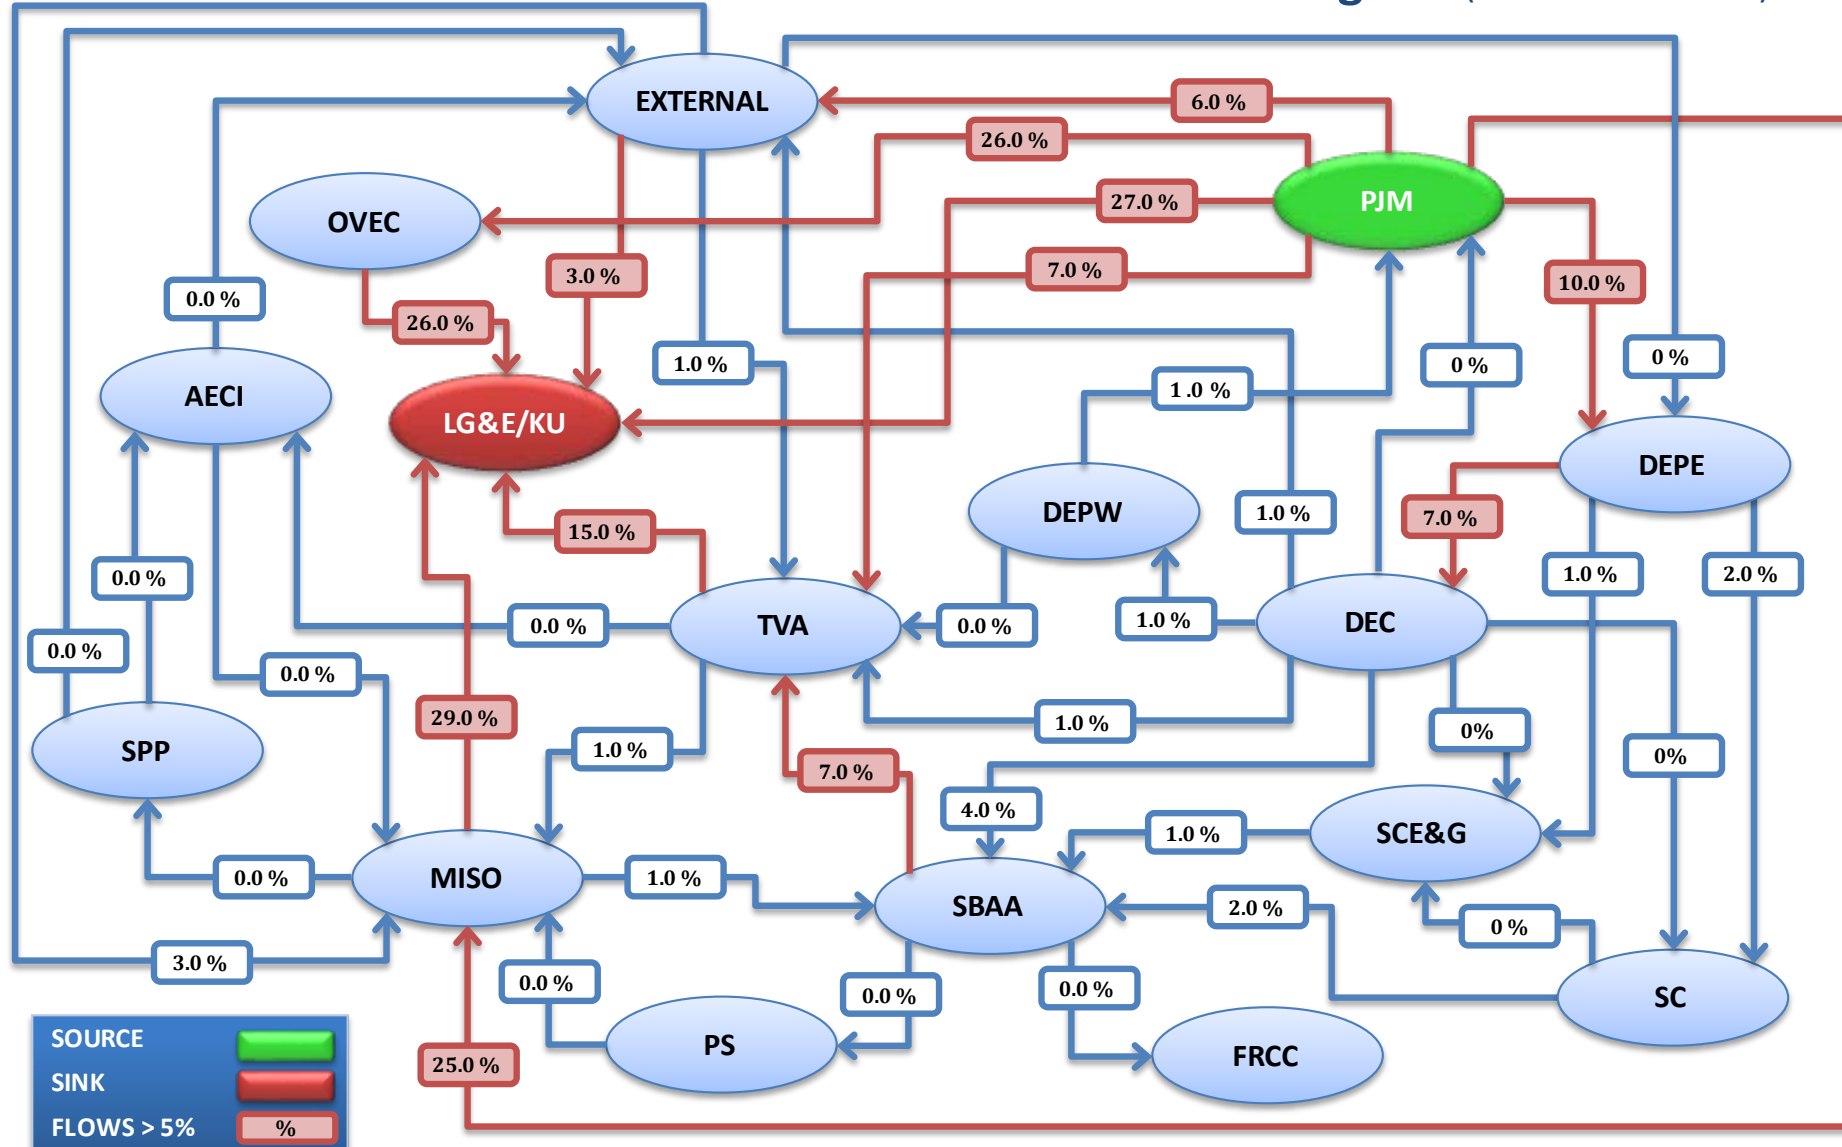 EXTERNAL
6.0 %
26.0 %
PJM
27.0 %
OVEC
7.0 %
3.0 %
10.0 %
0.0 %
26.0 %
1.0 %
0 %
0 %
AECI
1.0 %
LG&E/KU
DEPE
DEPW
1.0 %
7.0 %
15.0 %
0.0 %
1.0 %
2.0 %
0.0 %
0.0 %
TVA
0.0 %
1.0 %
DEC
0.0 %
29.0 %
1.0 %
0%
SPP
1.0 %
0%
7.0 %
4.0 %
1.0 %
SCE&G
0.0 %
MISO
1.0 %
SBAA
2.0 %
0 %
3.0 %
0.0 %
0.0 %
0.0 %
SC
SOURCE
PS
FRCC
25.0 %
SINK
FLOWS > 5%
%